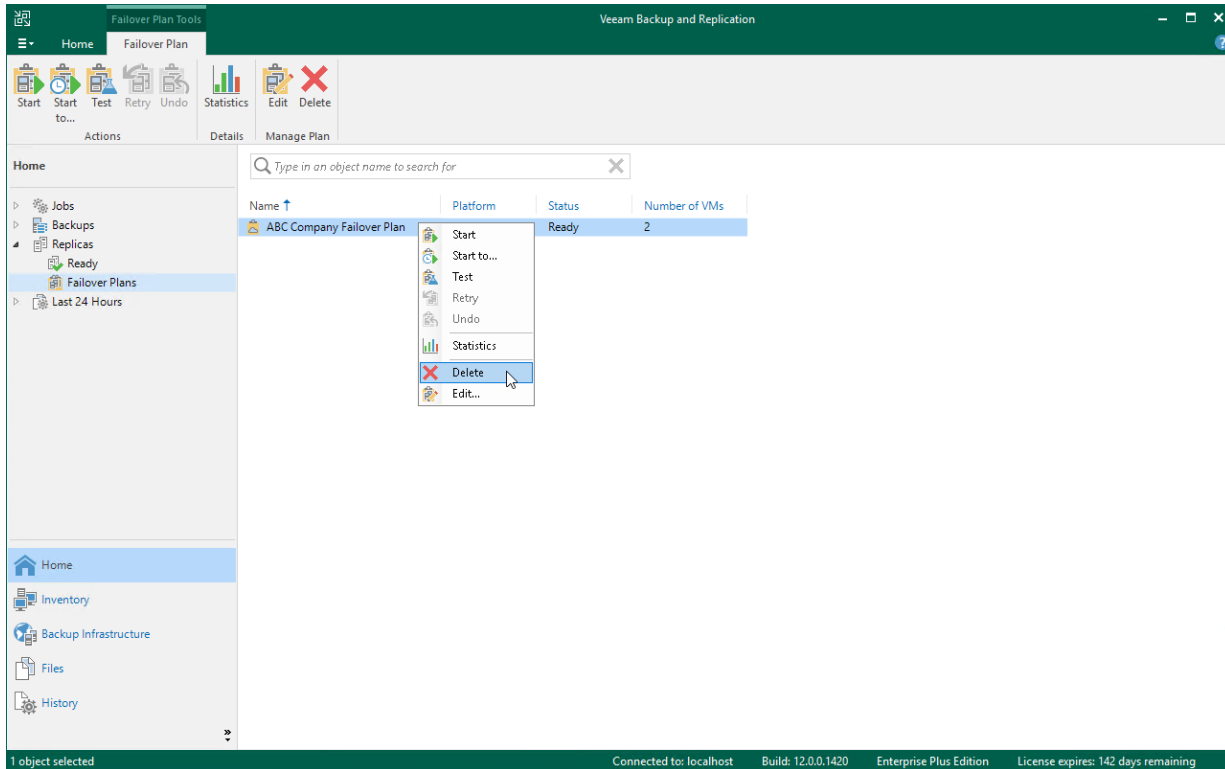 Failover Plan Tools
Veeam Backup and Replication
Home Failover Plan
Start Start to... Test Retry Undo Statistics Edit Delete
Actions Details Manage Plan
Home
Type in an object name to search for
Jobs
Backups
Replicas
Ready
Failover Plans
Last 24 Hours
Name Platform Status Number of VMs
ABC Company Failover Plan Ready 2
Start
Start to...
Test
Retry
Undo
Statistics
Delete
Edit...
Home
Inventory
Backup Infrastructure
Files
History
1 object selected Connected to: localhost Build: 12.0.0.1420 Enterprise Plus Edition License expires: 142 days remaining